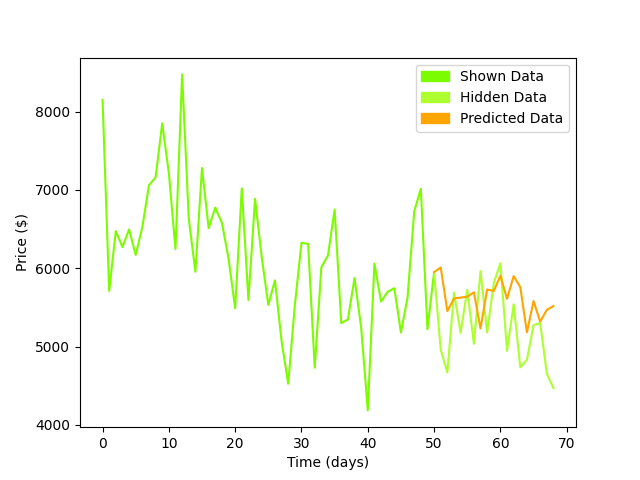 Shown Data
Hidden Data
Predicted Data
8000
7000
6000
5000
4000
Price ($)
0 10 20 30 40 50 60 70
Time (days)